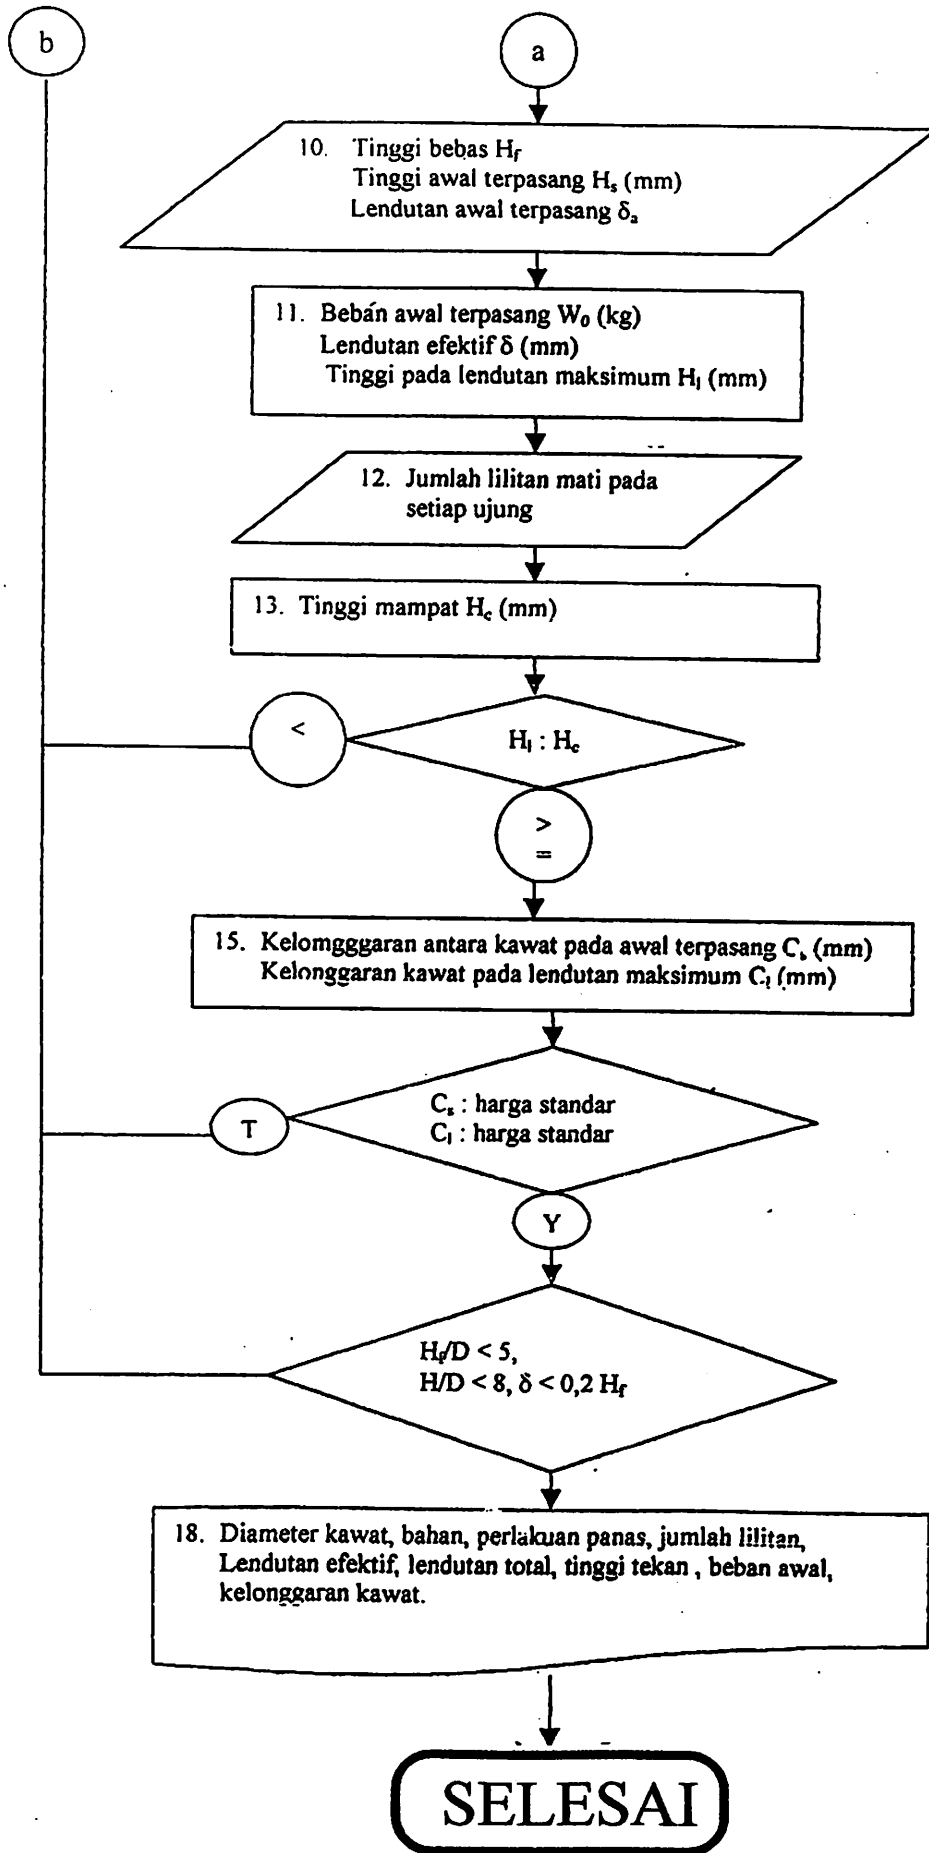 b
a
10. Tinggi bebas Hf
Tinggi awal terpasang Hs (mm)
Lendutan awal terpasang δa
11. Beban awal terpasang W0 (kg)
Lendutan efektif δ (mm)
Tinggi pada lendutan maksimum Hl (mm)
12. Jumlah lilitan mati pada
setiap ujung
13. Tinggi mampat Hc (mm)
<
Hl : Hc
>
=
15. Kelomgggaran antara kawat pada awal terpasang Cs (mm)
Kelonggaran kawat pada lendutan maksimum Cl (mm)
Cs : harga standar
Cl : harga standar
T
Y
Hf/D < 5,
H/D < 8, δ < 0,2 Hf
18. Diameter kawat, bahan, perlakuan panas, jumlah lilitan,
Lendutan efektif, lendutan total, tinggi tekan , beban awal,
kelonggaran kawat.
SELESAI